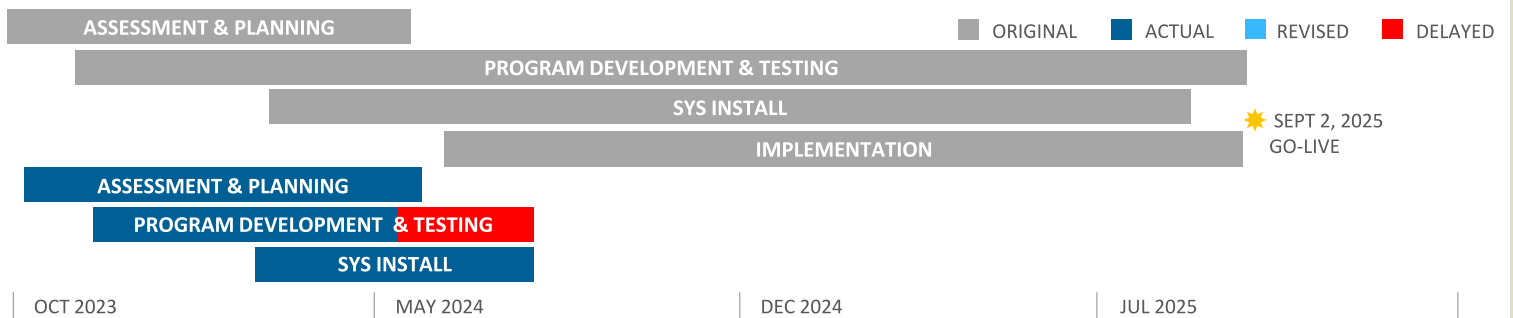 ASSESSMENT & PLANNING
ORIGINAL ACTUAL REVISED DELAYED
PROGRAM DEVELOPMENT & TESTING
SYS INSTALL
SEPT 2, 2025
GO-LIVE
IMPLEMENTATION
ASSESSMENT & PLANNING
PROGRAM DEVELOPMENT & TESTING
SYS INSTALL
OCT 2023 MAY 2024 DEC 2024 JUL 2025